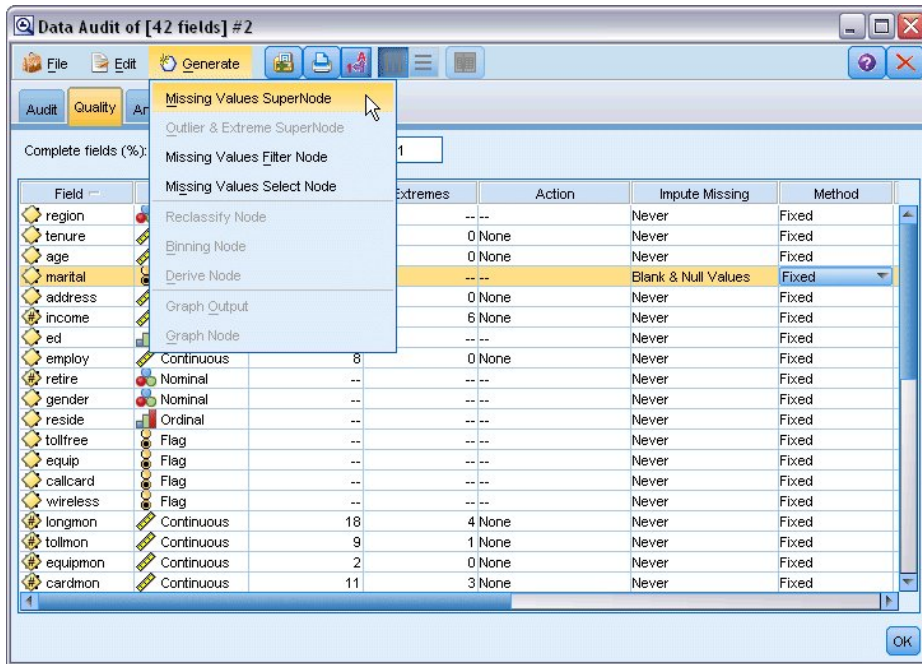 Data Audit of [42 fields] #2
File Edit Generate
Audit Quality An
Missing Values SuperNode
Outlier & Extreme SuperNode
Missing Values Filter Node
Missing Values Select Node
Reclassify Node
Binning Node
Derive Node
Graph Output
Graph Node
Complete fields (%): 1
Field Extremes Action Impute Missing Method
region -- -- Never Fixed
tenure 0 None Never Fixed
age 0 None Never Fixed
marital -- -- Blank & Null Values Fixed
address 0 None Never Fixed
income 6 None Never Fixed
ed -- -- Never Fixed
employ Continuous 8 0 None Never Fixed
retire Nominal -- -- -- Never Fixed
gender Nominal -- -- -- Never Fixed
reside Ordinal -- -- -- Never Fixed
tollfree Flag -- -- -- Never Fixed
equip Flag -- -- -- Never Fixed
callcard Flag -- -- -- Never Fixed
wireless Flag -- -- -- Never Fixed
longmon Continuous 18 4 None Never Fixed
tollmon Continuous 9 1 None Never Fixed
equipmon Continuous 2 0 None Never Fixed
cardmon Continuous 11 3 None Never Fixed
OK